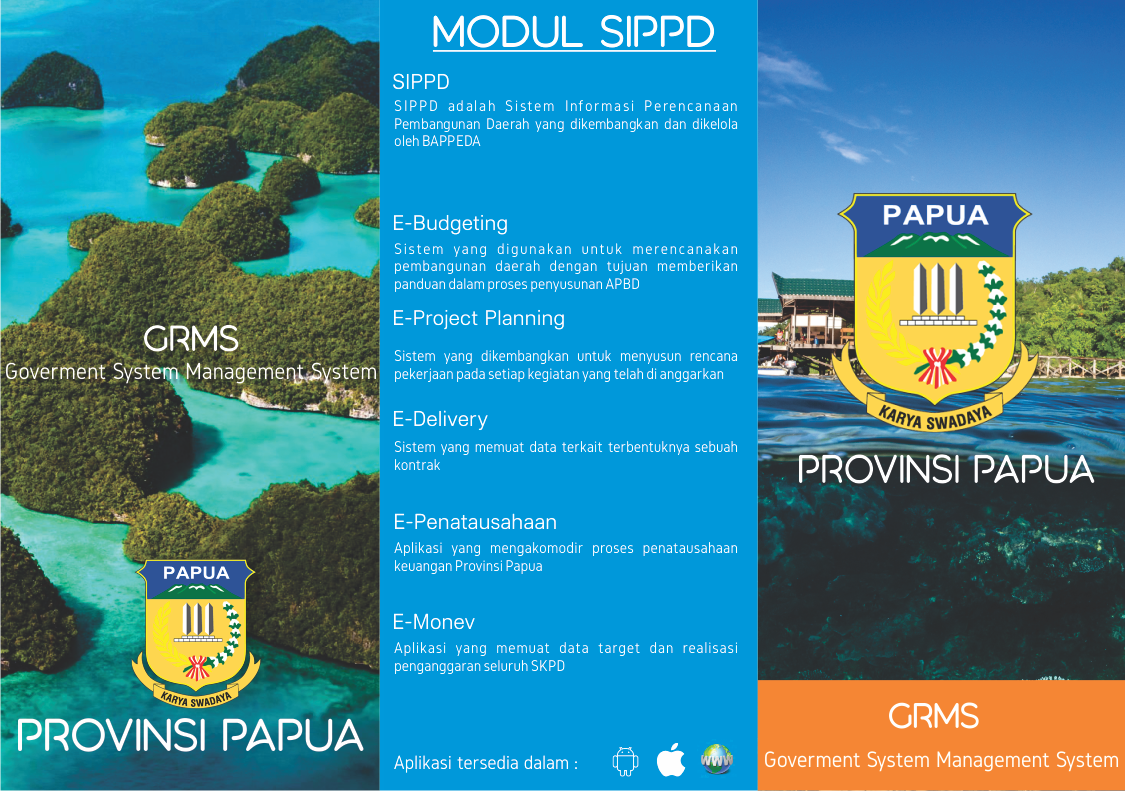 GRMS
Goverment System Management System
PAPUA
KARYA SWADAYA
PROVINSI PAPUA
MODUL SIPPD
SIPPD
SIPPD adalah Sistem Informasi Perencanaan
Pembangunan Daerah yang dikembangkan dan dikelola
oleh BAPPEDA
E-Budgeting
Sistem yang digunakan untuk merencanakan
pembangunan daerah dengan tujuan memberikan
panduan dalam proses penyusunan APBD
E-Project Planning
Sistem yang dikembangkan untuk menyusun rencana
pekerjaan pada setiap kegiatan yang telah di anggarkan
E-Delivery
Sistem yang memuat data terkait terbentuknya sebuah
kontrak
E-Penatausahaan
Aplikasi yang mengakomodir proses penatausahaan
keuangan Provinsi Papua
E-Monev
Aplikasi yang memuat data target dan realisasi
penganggaran seluruh SKPD
Aplikasi tersedia dalam :
WWW
PAPUA
KARYA SWADAYA
PROVINSI PAPUA
GRMS
Goverment System Management System